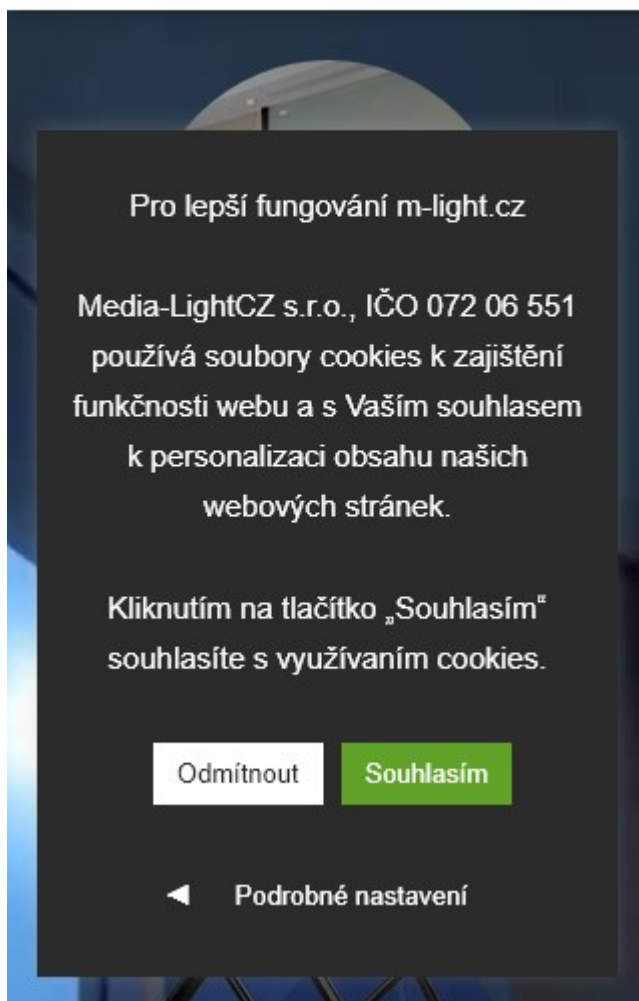 Pro lepší fungování m-light.cz
Media-LightCZ s.r.o., IČO 072 06 551
používá soubory cookies k zajištění
funkčnosti webu a s Vaším souhlasem
k personalizaci obsahu našich
webových stránek.
Kliknutím na tlačítko „Souhlasím“
souhlasíte s využívaním cookies.
Odmítnout Souhlasím
Podrobné nastavení